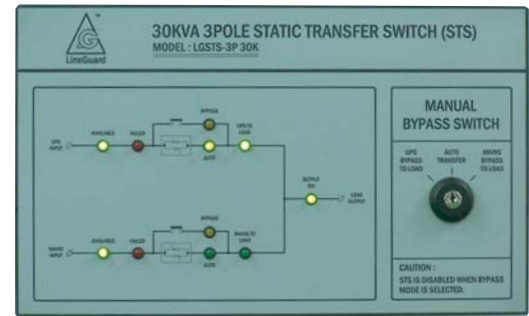 LineGuard
30KVA 3POLE STATIC TRANSFER SWITCH (STS)
MODEL : LGSTS-3P 30K
BYPASS
AVAILABLE FAILED UPS TO
LOAD
UPS
INPUT
AUTO
OUTPUT
ON
LOAD
OUTPUT
BYPASS
AVAILABLE FAILED MAINS TO
LOAD
MAINS
INPUT
AUTO
MANUAL
BYPASS SWITCH
UPS
BYPASS
TO LOAD
AUTO
TRANSFER
MAINS
BYPASS
TO LOAD
CAUTION :
STS IS DISABLED WHEN BYPASS
MODE IS SELECTED.